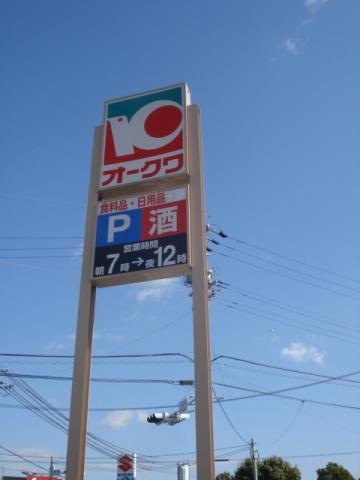 オークワ
食料品・日用品
P 酒
営業時間
朝7時→夜12時